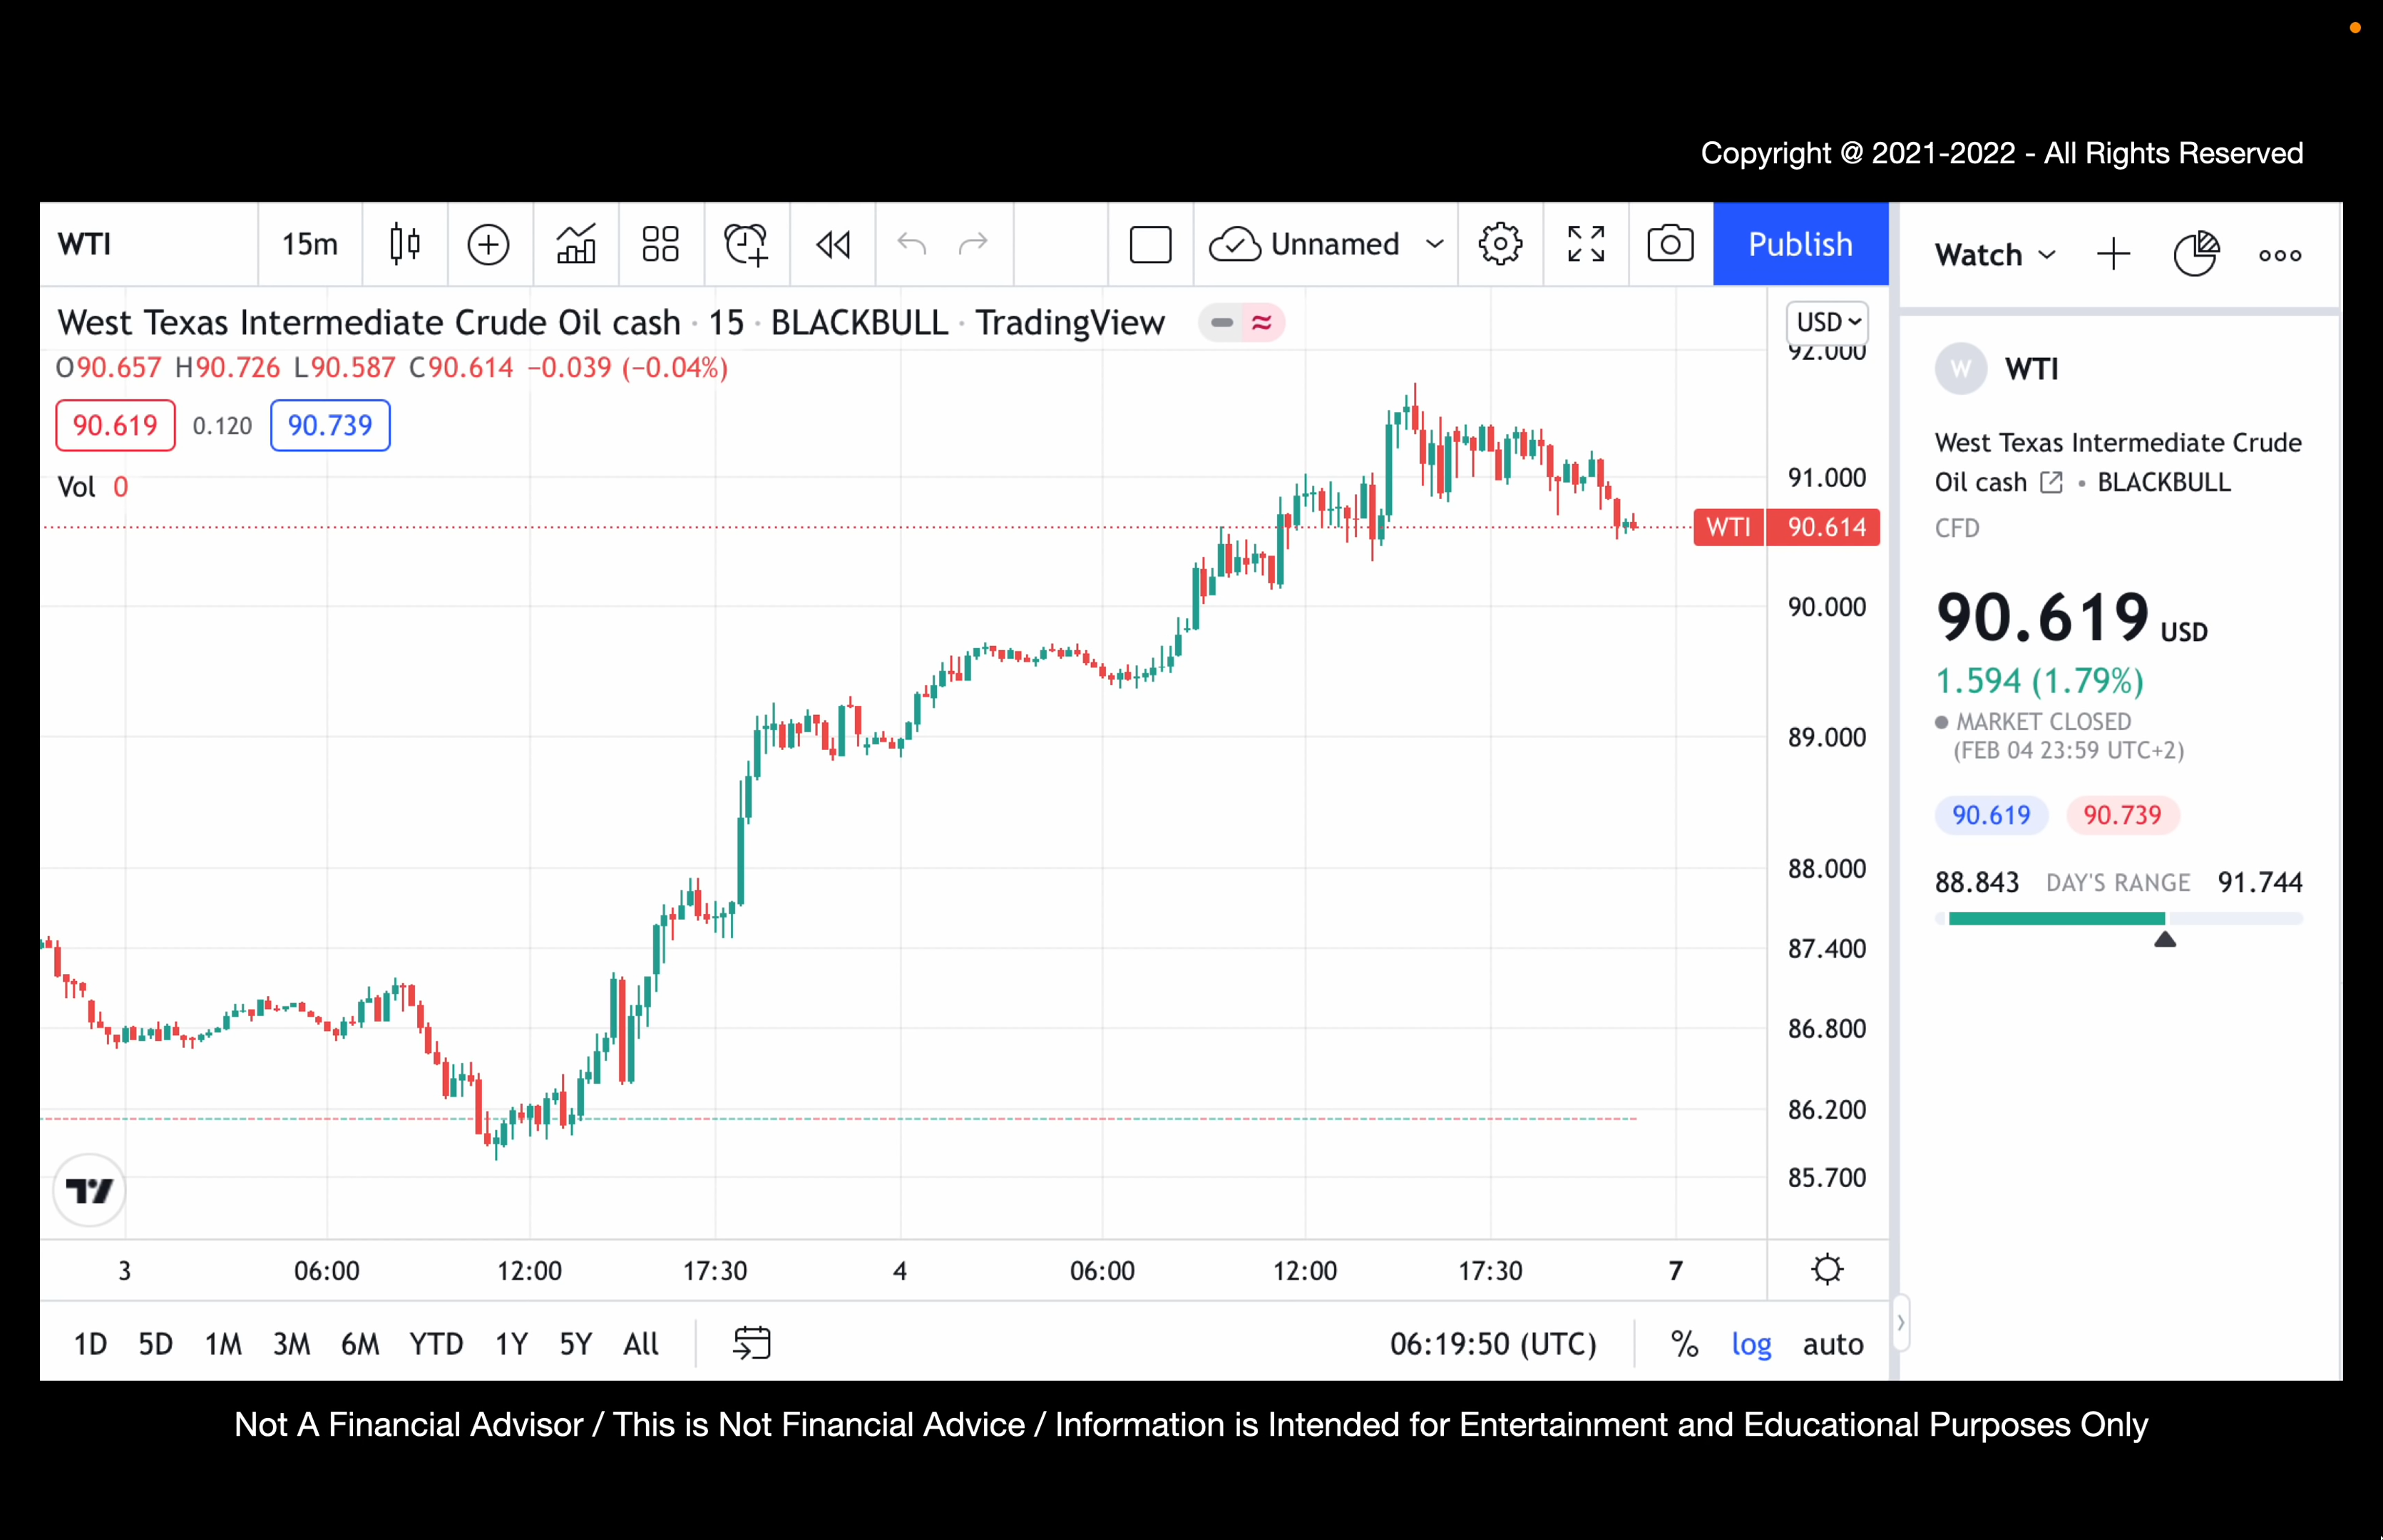 Copyright @ 2021-2022 - All Rights Reserved
WTI 15m Unnamed Publish
West Texas Intermediate Crude Oil cash · 15 · BLACKBULL · TradingView
O90.657 H90.726 L90.587 C90.614 −0.039 (−0.04%)
90.619 0.120 90.739
Vol 0
USD
92.000
91.000
WTI 90.614
90.000
89.000
88.000
87.400
86.800
86.200
85.700
3 06:00 12:00 17:30 4 06:00 12:00 17:30 7
1D 5D 1M 3M 6M YTD 1Y 5Y All 06:19:50 (UTC) % log auto
Watch
W WTI
West Texas Intermediate Crude
Oil cash • BLACKBULL
CFD
90.619 USD
1.594 (1.79%)
MARKET CLOSED
(FEB 04 23:59 UTC+2)
90.619 90.739
88.843 DAY'S RANGE 91.744
Not A Financial Advisor / This is Not Financial Advice / Information is Intended for Entertainment and Educational Purposes Only